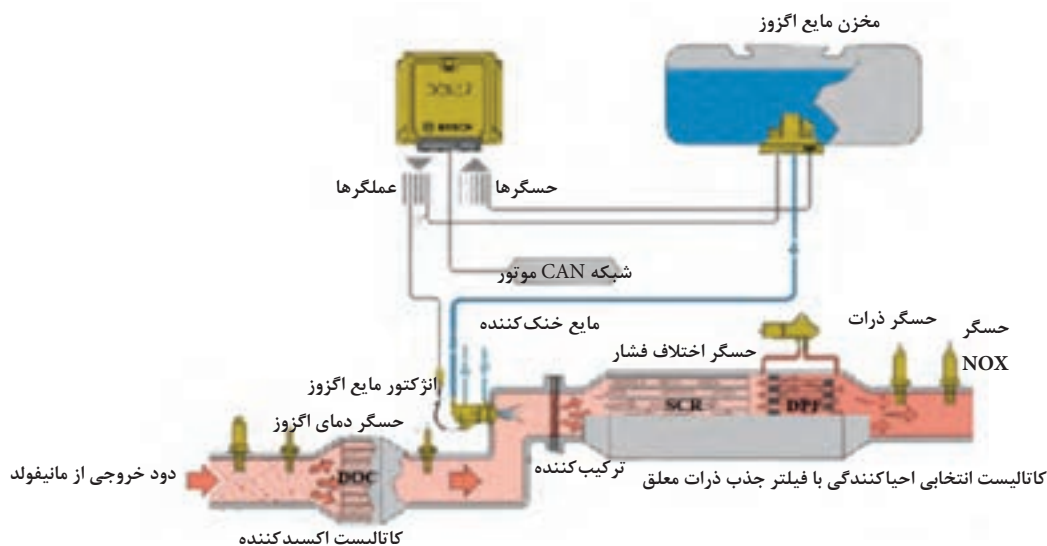 مخزن مایع اگزوز
BOSCH
عملگرها
حسگرها
شبکه CAN موتور
مایع خنک‌کننده
حسگر ذرات
حسگر
NOX
حسگر اختلاف فشار
انژکتور مایع اگزوز
حسگر دمای اگزوز
SCR
DPF
DOC
ترکیب‌کننده
دود خروجی از مانیفولد
کاتالیست انتخابی احیاکنندگی با فیلتر جذب ذرات معلق
کاتالیست اکسیدکننده